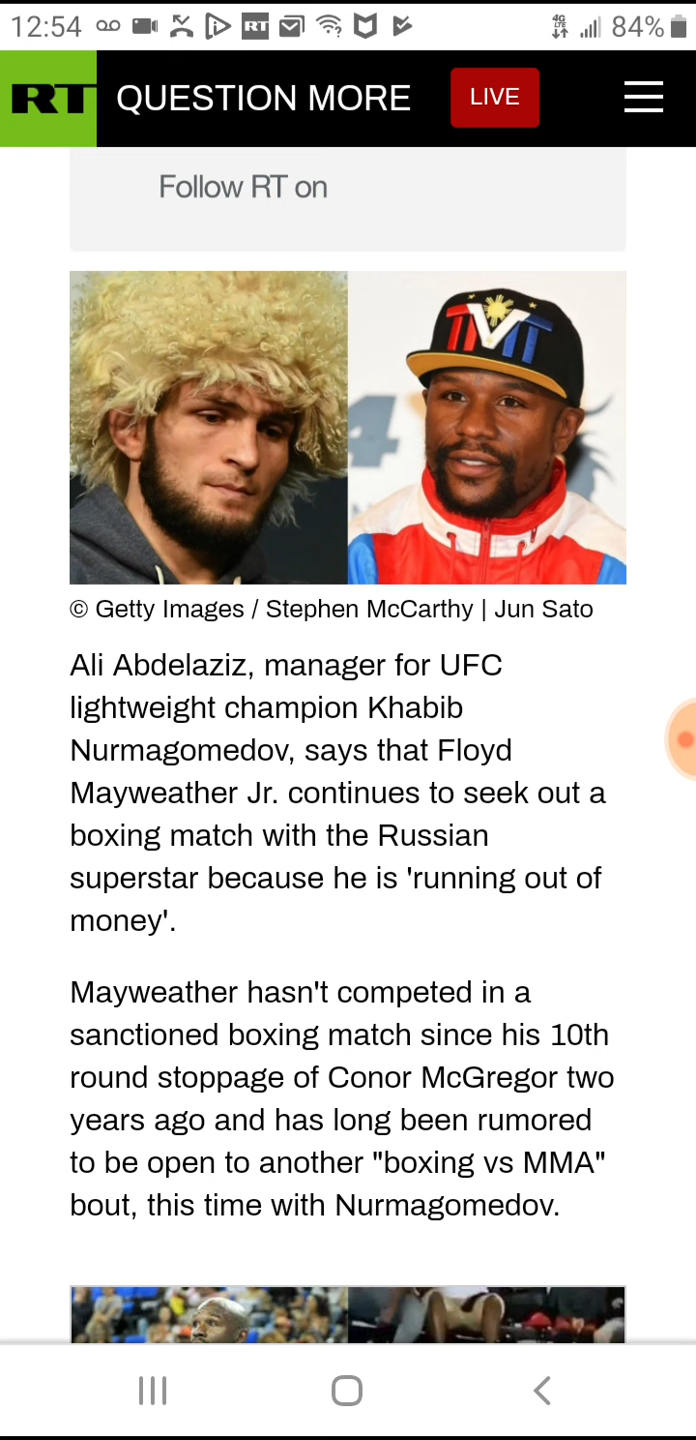 12:54
RT
4G
LTE
84%
RT QUESTION MORE LIVE
Follow RT on
TMT
4
© Getty Images / Stephen McCarthy | Jun Sato
Ali Abdelaziz, manager for UFC
lightweight champion Khabib
Nurmagomedov, says that Floyd
Mayweather Jr. continues to seek out a
boxing match with the Russian
superstar because he is 'running out of
money'.
Mayweather hasn't competed in a
sanctioned boxing match since his 10th
round stoppage of Conor McGregor two
years ago and has long been rumored
to be open to another "boxing vs MMA"
bout, this time with Nurmagomedov.